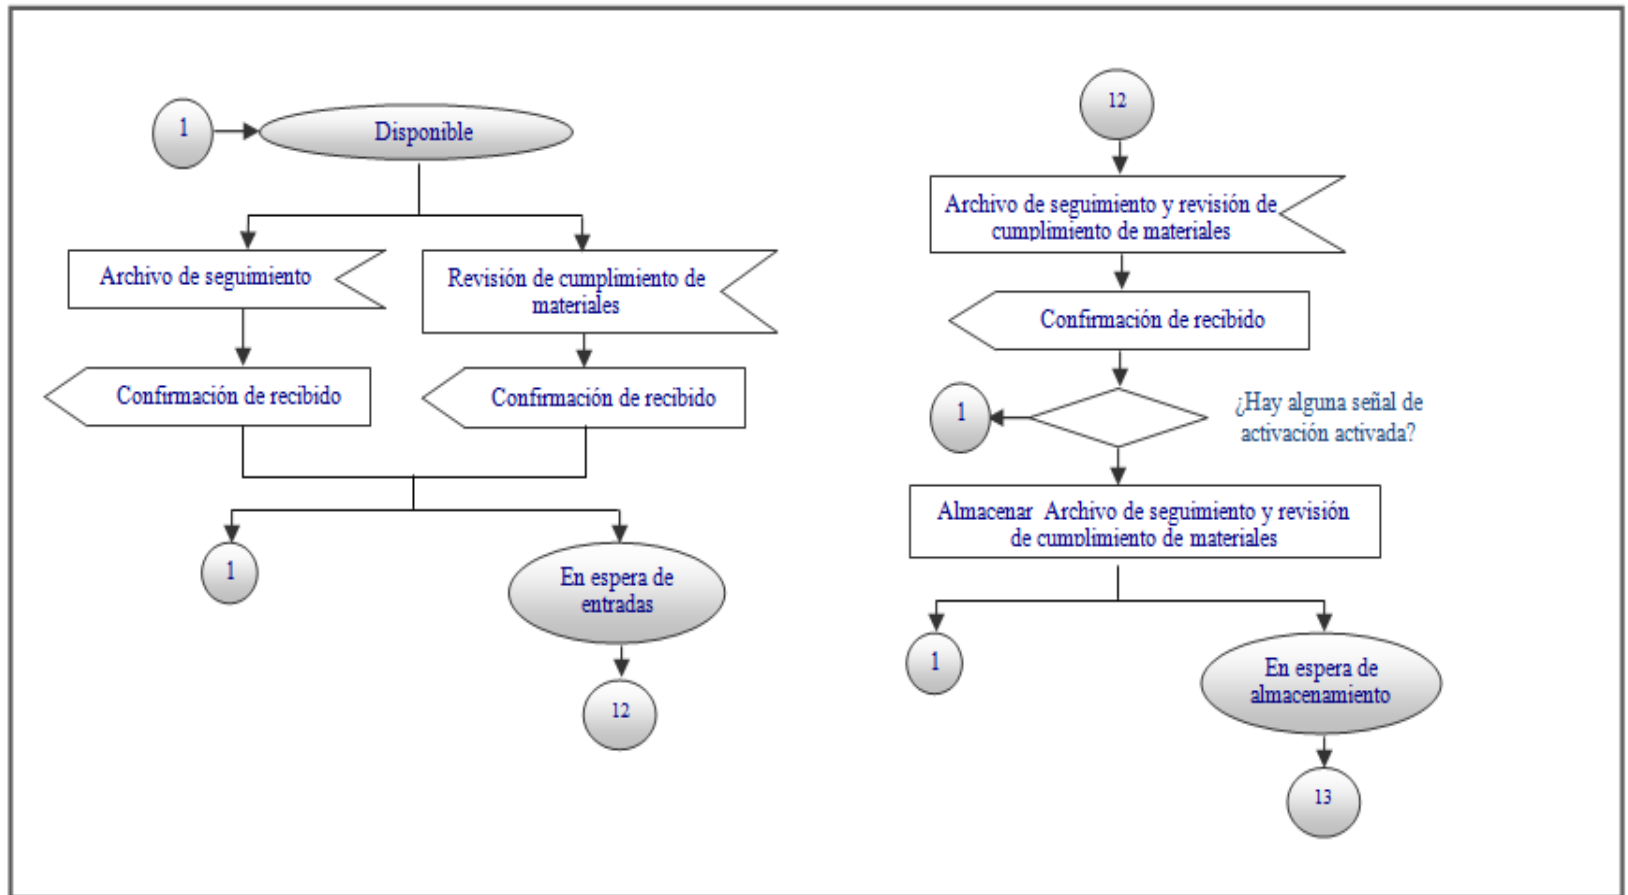 1
Disponible
Archivo de seguimiento
Revisión de cumplimiento de
materiales
Confirmación de recibido
Confirmación de recibido
1
En espera de
entradas
12
12
Archivo de seguimiento y revisión de
cumplimiento de materiales
Confirmación de recibido
1
¿Hay alguna señal de
activación activada?
Almacenar Archivo de seguimiento y revisión
de cumplimiento de materiales
1
En espera de
almacenamiento
13